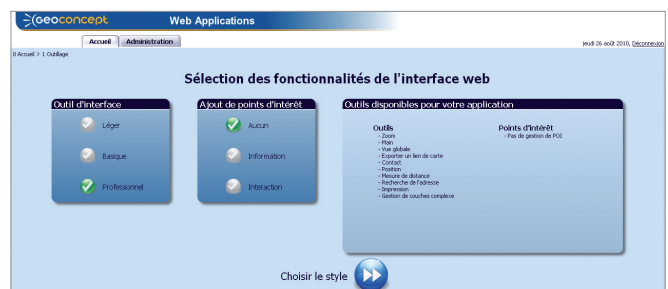 Geoconcept Web Applications
Accueil Administration
jeudi 26 août 2010, Déconnexion
0 Accueil > 1 Outillage
Sélection des fonctionnalités de l'interface web
Outil d'interface
Léger
Basique
Professionnel
Ajout de points d'intérêt
Aucun
Information
Interaction
Outils disponibles pour votre application
Outils
- Zoom
- Main
- Vue globale
- Exporter un lien de carte
- Contact
- Position
- Mesure de distance
- Recherche de l'adresse
- Impression
- Gestion de couches complexe
Points d'intérêt
- Pas de gestion de POI
Choisir le style